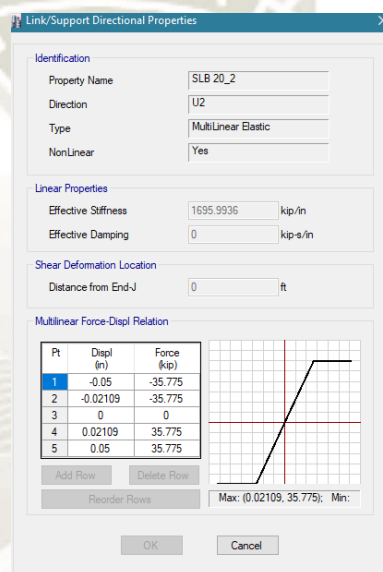 Link/Support Directional Properties
Identification
Property Name SLB 20_2
Direction U2
Type MultiLinear Elastic
NonLinear Yes
Linear Properties
Effective Stiffness 1695.9936 kip/in
Effective Damping 0 kip-s/in
Shear Deformation Location
Distance from End-J 0 ft
Multilinear Force-Displ Relation
Pt Displ Force
(in) (kip)
1 -0.05 -35.775
2 -0.02109 -35.775
3 0 0
4 0.02109 35.775
5 0.05 35.775
Add Row Delete Row
Reorder Rows Max: (0.02109, 35.775); Min:
OK Cancel